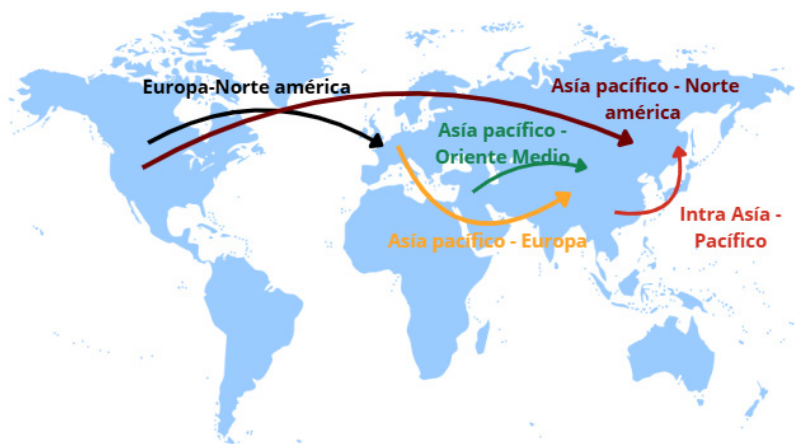 Europa-Norte américa
Asía pacífico - Norte
américa
Asía pacífico -
Oriente Medio
Intra Asía -
Pacífico
Asía pacífico - Europa